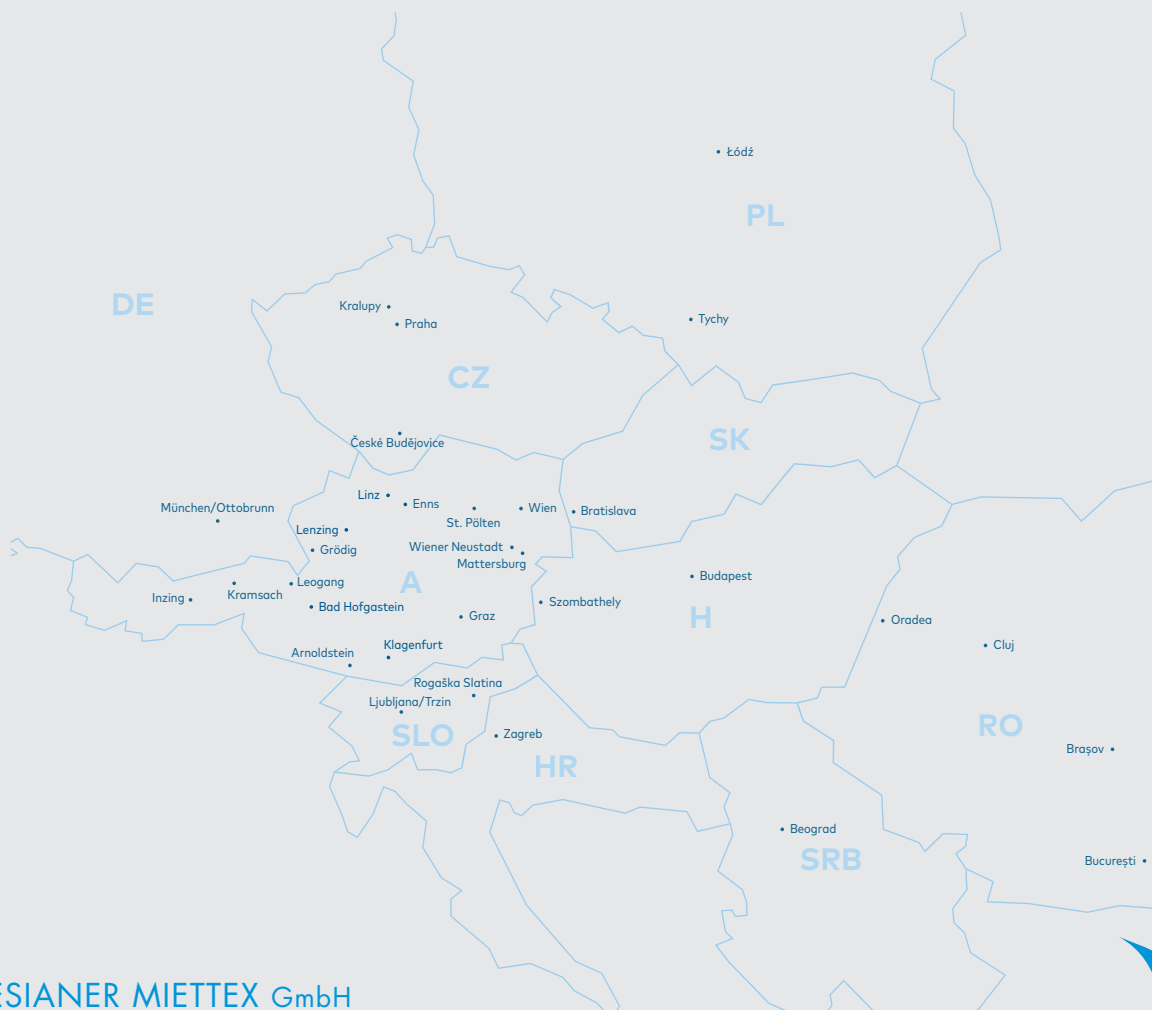 Łódź
PL
DE
Kralupy
Praha
Tychy
CZ
SK
České Budějovice
Linz
Enns
München/Ottobrunn
St. Pölten
Wien
Bratislava
Lenzing
Grödig
Wiener Neustadt
Mattersburg
Leogang
A
Budapest
Inzing
Kramsach
Bad Hofgastein
Szombathely
Graz
H
Oradea
Klagenfurt
Cluj
Arnoldstein
Rogaška Slatina
Ljubljana/Trzin
RO
SLO
Zagreb
Brașov
HR
Beograd
SRB
București
ESIANER MIETTEX GmbH